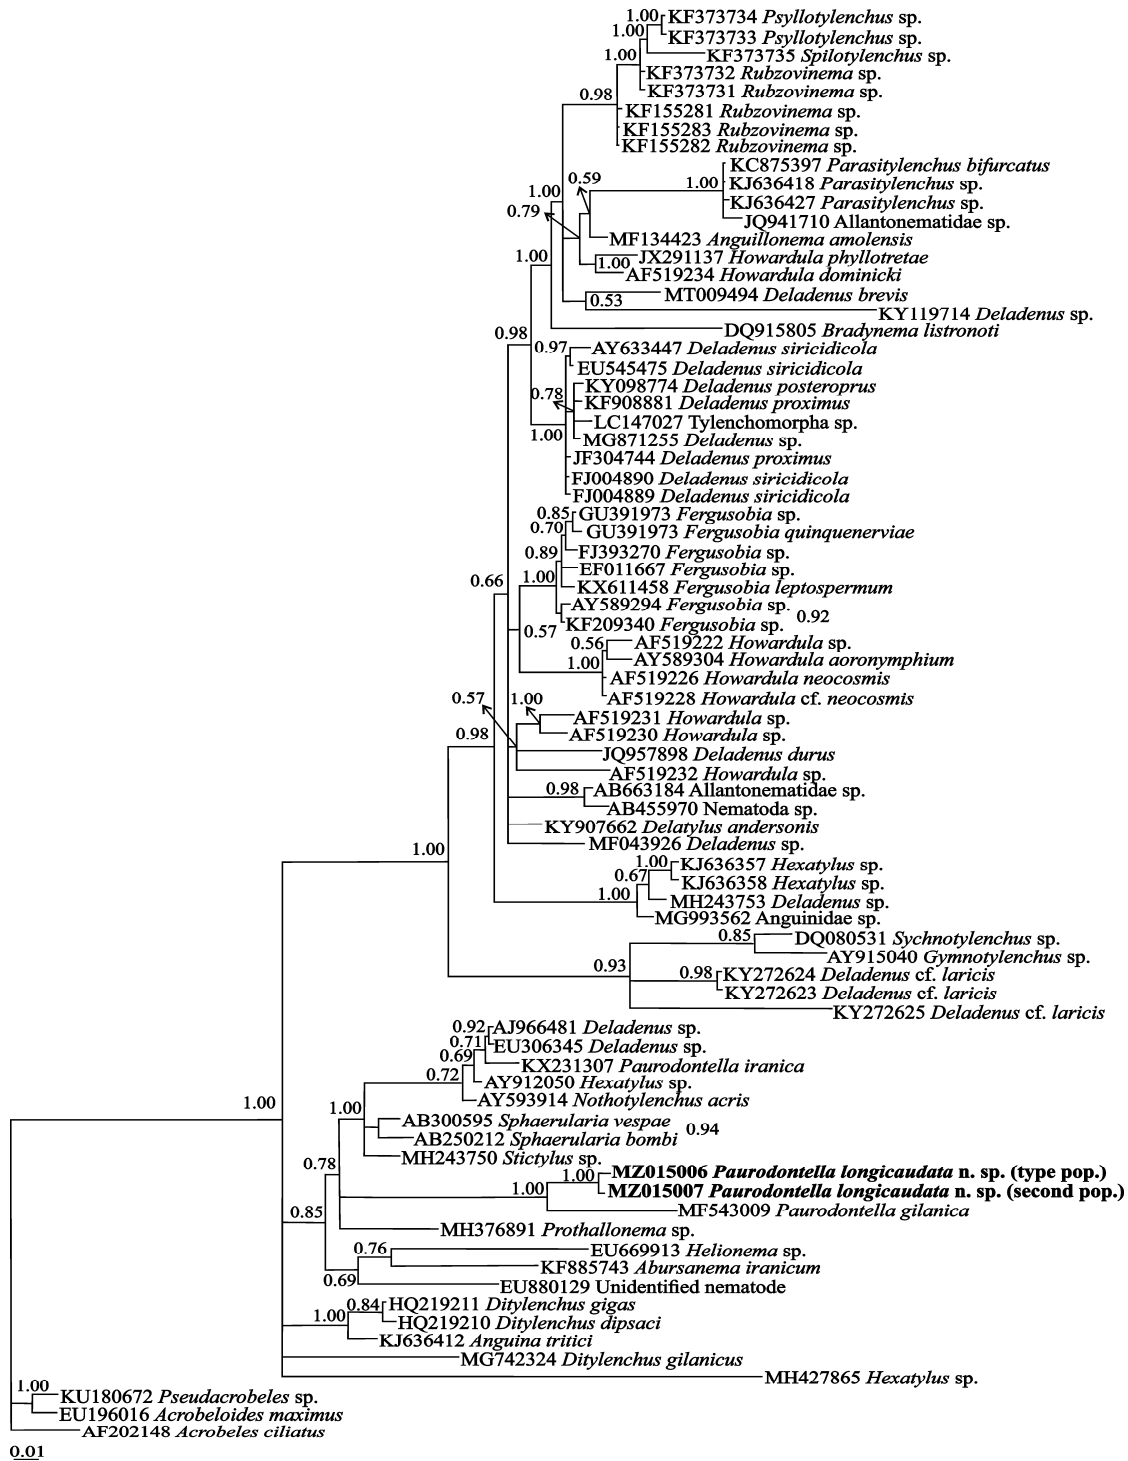 1.00 KF373734 Psyllotylenchus sp.
1.00 KF373733 Psyllotylenchus sp.
KF373735 Spilotylenchus sp.
1.00 KF373732 Rubzovinema sp.
KF373731 Rubzovinema sp.
0.98 KF155281 Rubzovinema sp.
KF155283 Rubzovinema sp.
KF155282 Rubzovinema sp.
KC875397 Parasitylenchus bifurcatus
0.59 1.00 KJ636418 Parasitylenchus sp.
1.00 KJ636427 Parasitylenchus sp.
0.79 JQ941710 Allantonematidae sp.
MF134423 Anguillonema amolensis
1.00 JX291137 Howardula phyllotretae
1.00 AF519234 Howardula dominicki
MT009494 Deladenus brevis
0.53 KY119714 Deladenus sp.
DQ915805 Bradynema listronoti
0.98 0.97 AY633447 Deladenus siricidicola
EU545475 Deladenus siricidicola
KY098774 Deladenus posteroprus
0.78 KF908881 Deladenus proximus
LC147027 Tylenchomorpha sp.
1.00 MG871255 Deladenus sp.
JF304744 Deladenus proximus
FJ004890 Deladenus siricidicola
FJ004889 Deladenus siricidicola
0.85 GU391973 Fergusobia sp.
0.70 GU391973 Fergusobia quinquenerviae
0.89 FJ393270 Fergusobia sp.
EF011667 Fergusobia sp.
0.66 1.00 KX611458 Fergusobia leptospermum
AY589294 Fergusobia sp.
KF209340 Fergusobia sp. 0.92
0.57 0.56 AF519222 Howardula sp.
1.00 AY589304 Howardula aoronymphium
AF519226 Howardula neocosmis
0.57 1.00 AF519228 Howardula cf. neocosmis
AF519231 Howardula sp.
0.98 AF519230 Howardula sp.
JQ957898 Deladenus durus
AF519232 Howardula sp.
0.98 AB663184 Allantonematidae sp.
AB455970 Nematoda sp.
KY907662 Delatylus andersonis
MF043926 Deladenus sp.
1.00 1.00 KJ636357 Hexatylus sp.
0.67 KJ636358 Hexatylus sp.
1.00 MH243753 Deladenus sp.
MG993562 Anguinidae sp.
0.85 DQ080531 Sychnotylenchus sp.
AY915040 Gymnotylenchus sp.
0.93 0.98 KY272624 Deladenus cf. laricis
KY272623 Deladenus cf. laricis
KY272625 Deladenus cf. laricis
0.92 AJ966481 Deladenus sp.
0.71 EU306345 Deladenus sp.
0.69 KX231307 Paurodontella iranica
0.72 AY912050 Hexatylus sp.
AY593914 Nothotylenchus acris
1.00 1.00 AB300595 Sphaerularia vespae
AB250212 Sphaerularia bombi 0.94
MH243750 Stictylus sp.
0.78 1.00 MZ015006 Paurodontella longicaudata n. sp. (type pop.)
1.00 MZ015007 Paurodontella longicaudata n. sp. (second pop.)
0.85 MF543009 Paurodontella gilanica
MH376891 Prothallonema sp.
0.76 EU669913 Helionema sp.
KF885743 Abursanema iranicum
0.69 EU880129 Unidentified nematode
0.84 HQ219211 Ditylenchus gigas
1.00 HQ219210 Ditylenchus dipsaci
KJ636412 Anguina tritici
MG742324 Ditylenchus gilanicus
MH427865 Hexatylus sp.
1.00 KU180672 Pseudacrobeles sp.
EU196016 Acrobeloides maximus
AF202148 Acrobeles ciliatus
0.01